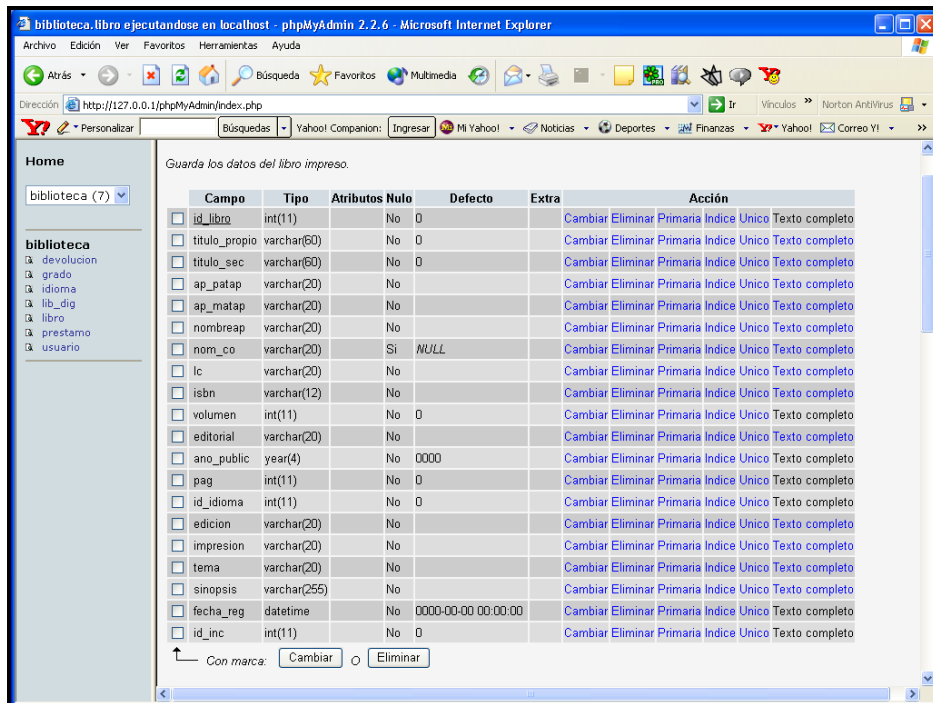 biblioteca.libro ejecutandose en localhost - phpMyAdmin 2.2.6 - Microsoft Internet Explorer
Archivo Edición Ver Favoritos Herramientas Ayuda
Atrás Búsqueda Favoritos Multimedia
Dirección http://127.0.0.1/phpMyAdmin/index.php Ir Vínculos » Norton AntiVirus
Y! Personalizar Búsquedas Yahoo! Companion: Ingresar Mi Yahoo! Noticias Deportes Finanzas Y! Yahoo! Correo Y! »
Home
biblioteca (7)
biblioteca
devolucion
grado
idioma
lib_dig
libro
prestamo
usuario
Guarda los datos del libro impreso.
Campo Tipo Atributos Nulo Defecto Extra Acción
id_libro int(11) No 0 Cambiar Eliminar Primaria Indice Unico Texto completo
titulo_propio varchar(60) No 0 Cambiar Eliminar Primaria Indice Unico Texto completo
titulo_sec varchar(60) No 0 Cambiar Eliminar Primaria Indice Unico Texto completo
ap_patap varchar(20) No Cambiar Eliminar Primaria Indice Unico Texto completo
ap_matap varchar(20) No Cambiar Eliminar Primaria Indice Unico Texto completo
nombreap varchar(20) No Cambiar Eliminar Primaria Indice Unico Texto completo
nom_co varchar(20) Si NULL Cambiar Eliminar Primaria Indice Unico Texto completo
lc varchar(20) No Cambiar Eliminar Primaria Indice Unico Texto completo
isbn varchar(12) No Cambiar Eliminar Primaria Indice Unico Texto completo
volumen int(11) No 0 Cambiar Eliminar Primaria Indice Unico Texto completo
editorial varchar(20) No Cambiar Eliminar Primaria Indice Unico Texto completo
ano_public year(4) No 0000 Cambiar Eliminar Primaria Indice Unico Texto completo
pag int(11) No 0 Cambiar Eliminar Primaria Indice Unico Texto completo
id_idioma int(11) No 0 Cambiar Eliminar Primaria Indice Unico Texto completo
edicion varchar(20) No Cambiar Eliminar Primaria Indice Unico Texto completo
impresion varchar(20) No Cambiar Eliminar Primaria Indice Unico Texto completo
tema varchar(20) No Cambiar Eliminar Primaria Indice Unico Texto completo
sinopsis varchar(255) No Cambiar Eliminar Primaria Indice Unico Texto completo
fecha_reg datetime No 0000-00-00 00:00:00 Cambiar Eliminar Primaria Indice Unico Texto completo
id_inc int(11) No 0 Cambiar Eliminar Primaria Indice Unico Texto completo
Con marca: Cambiar O Eliminar